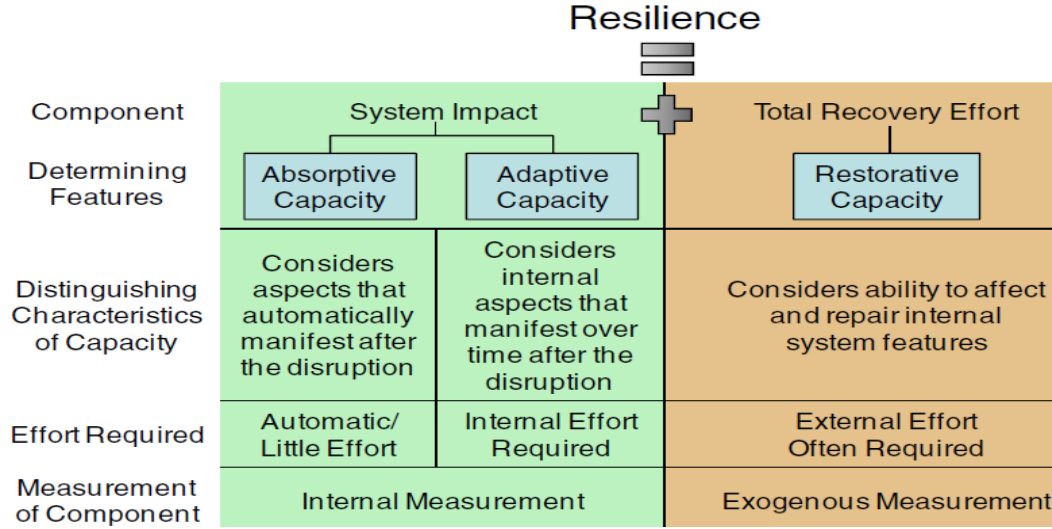 Resilience
Component
System Impact
Total Recovery Effort
Determining
Features
Absorptive
Capacity
Adaptive
Capacity
Restorative
Capacity
Distinguishing
Characteristics
of Capacity
Considers
aspects that
automatically
manifest after
the disruption
Considers
internal
aspects that
manifest over
time after the
disruption
Considers ability to affect
and repair internal
system features
Effort Required
Automatic/
Little Effort
Internal Effort
Required
External Effort
Often Required
Measurement
of Component
Internal Measurement
Exogenous Measurement